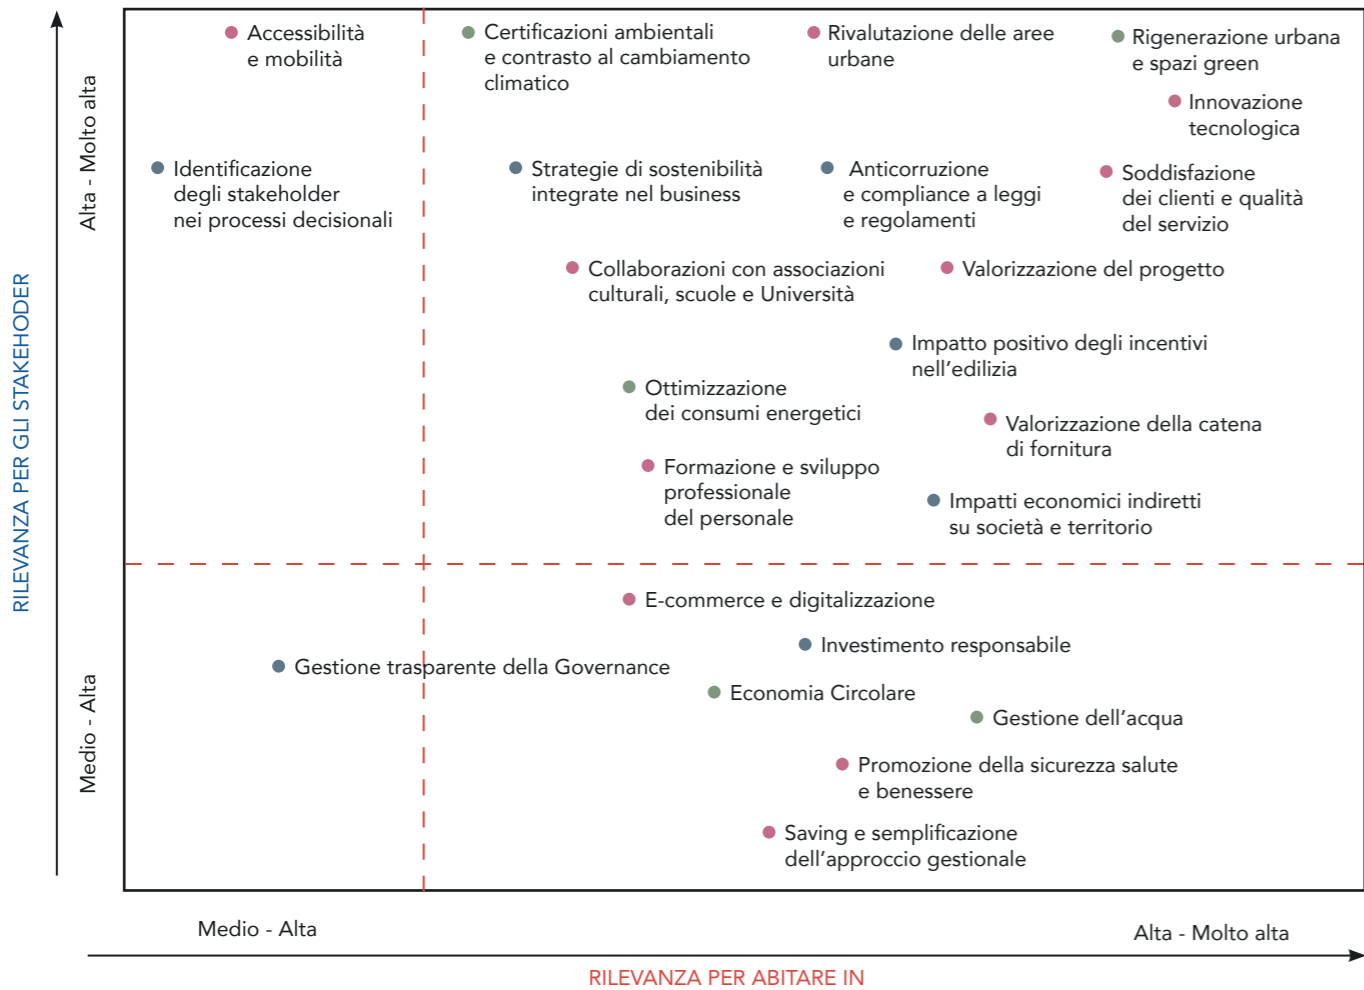 Accessibilità
e mobilità
Certificazioni ambientali
e contrasto al cambiamento
climatico
Rivalutazione delle aree
urbane
Rigenerazione urbana
e spazi green
Innovazione
tecnologica
Identificazione
degli stakeholder
nei processi decisionali
Strategie di sostenibilità
integrate nel business
Anticorruzione
e compliance a leggi
e regolamenti
Soddisfazione
dei clienti e qualità
del servizio
Collaborazioni con associazioni
culturali, scuole e Università
Valorizzazione del progetto
Impatto positivo degli incentivi
nell'edilizia
Ottimizzazione
dei consumi energetici
Valorizzazione della catena
di fornitura
Formazione e sviluppo
professionale
del personale
Impatti economici indiretti
su società e territorio
E-commerce e digitalizzazione
Investimento responsabile
Gestione trasparente della Governance
Economia Circolare
Gestione dell'acqua
Promozione della sicurezza salute
e benessere
Saving e semplificazione
dell'approccio gestionale
RILEVANZA PER GLI STAKEHODER
Alta - Molto alta
Medio - Alta
Medio - Alta
Alta - Molto alta
RILEVANZA PER ABITARE IN